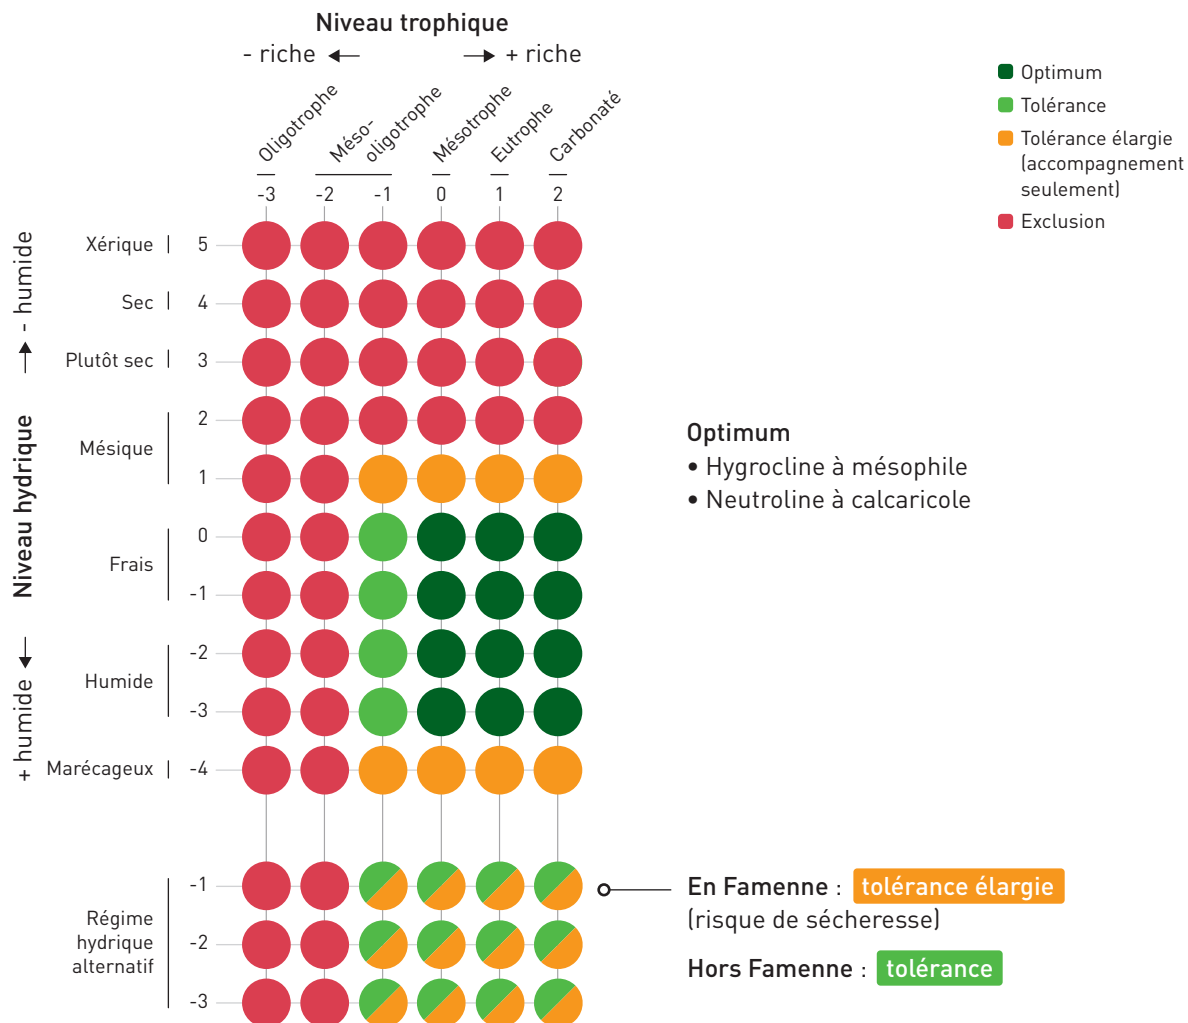 Niveau trophique
- riche
+ riche
Oligotrophe
Méso-
oligotrophe
Mésotrophe
Eutrophe
Carbonaté
-3 -2 -1 0 1 2
Optimum
Tolérance
Tolérance élargie
(accompagnement
seulement)
Exclusion
Niveau hydrique
- humide
+ humide
Xérique 5
Sec 4
Plutôt sec 3
Mésique
2
1
Frais
0
-1
Humide
-2
-3
Marécageux -4
Régime
hydrique
alternatif
-1
-2
-3
Optimum
• Hygrocline à mésophile
• Neutroline à calcaricole
En Famenne : tolérance élargie
(risque de sécheresse)
Hors Famenne : tolérance